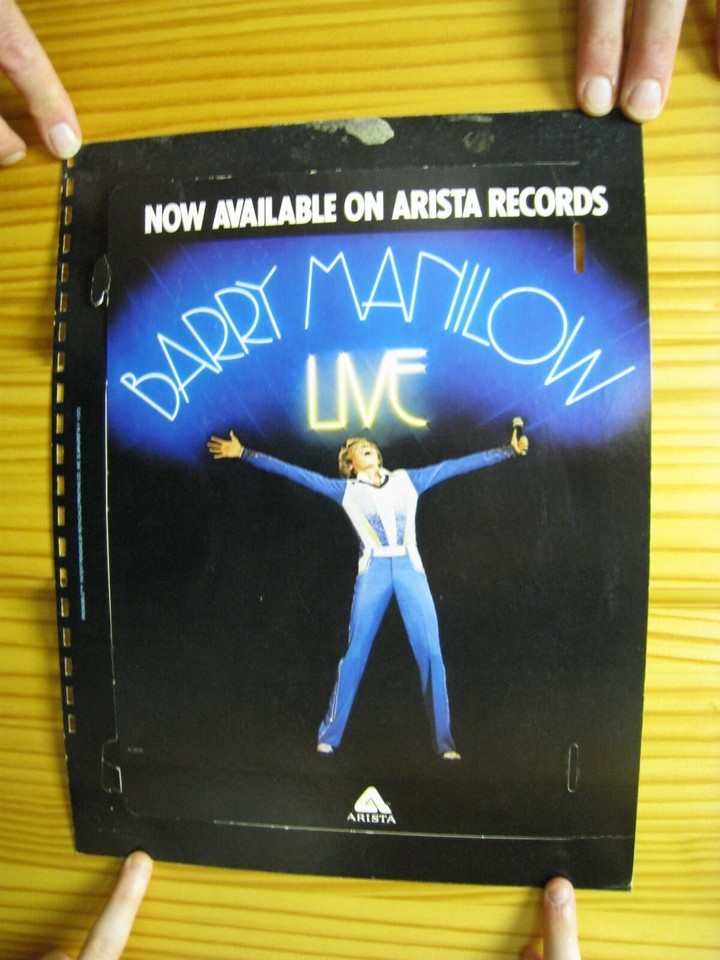 NOW AVAILABLE ON ARISTA RECORDS
BARRY MANILOW
LIVE
ARISTA